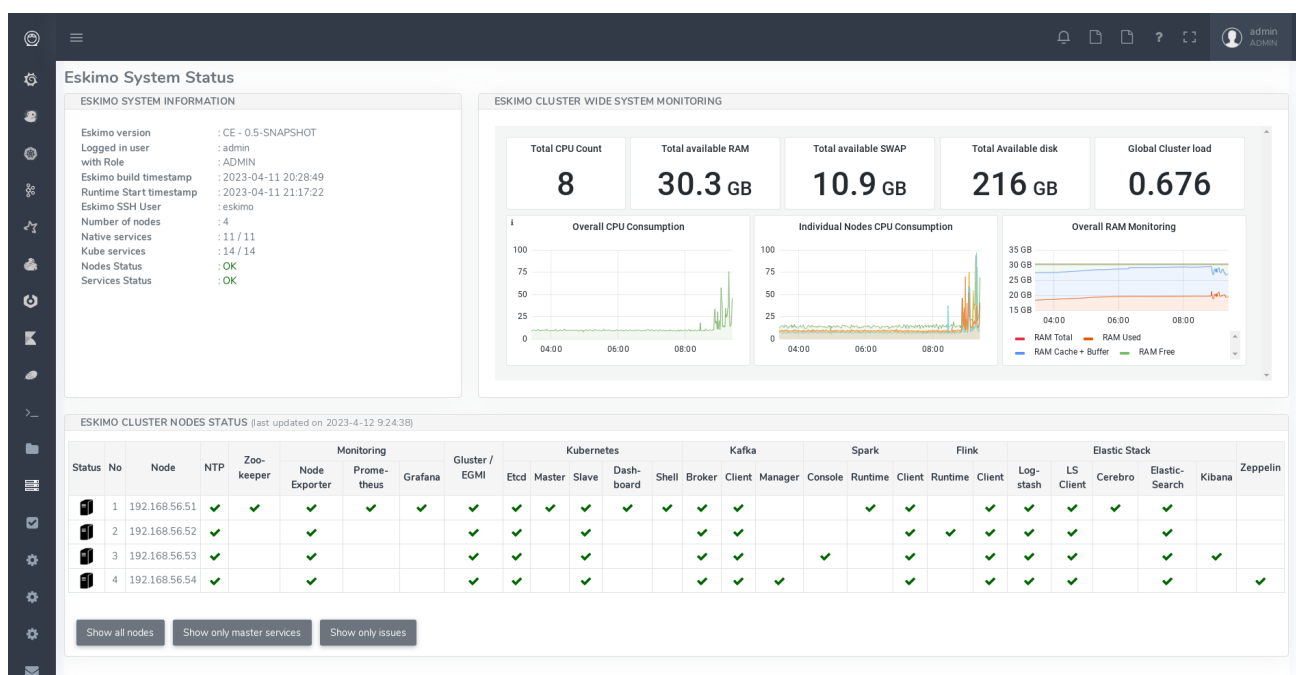 admin
ADMIN
Eskimo System Status
ESKIMO SYSTEM INFORMATION
Eskimo version : CE - 0.5-SNAPSHOT
Logged in user : admin
with Role : ADMIN
Eskimo build timestamp : 2023-04-11 20:28:49
Runtime Start timestamp : 2023-04-11 21:17:22
Eskimo SSH User : eskimo
Number of nodes : 4
Native services : 11 / 11
Kube services : 14 / 14
Nodes Status : OK
Services Status : OK
ESKIMO CLUSTER WIDE SYSTEM MONITORING
Total CPU Count
8
Total available RAM
30.3 GB
Total available SWAP
10.9 GB
Total Available disk
216 GB
Global Cluster load
0.676
Overall CPU Consumption
100
75
50
25
0
04:00 06:00 08:00
Individual Nodes CPU Consumption
100
75
50
25
0
04:00 06:00 08:00
Overall RAM Monitoring
35 GB
30 GB
25 GB
20 GB
15 GB
04:00 06:00 08:00
RAM Total RAM Used
RAM Cache + Buffer RAM Free
ESKIMO CLUSTER NODES STATUS (last updated on 2023-4-12 9:24:38)
Status No Node NTP Zoo-keeper Monitoring Gluster / EGMI Kubernetes Kafka Spark Flink Elastic Stack Zeppelin
Node Exporter Prome-theus Grafana Etcd Master Slave Dash-board Shell Broker Client Manager Console Runtime Client Runtime Client Log-stash LS Client Cerebro Elastic-Search Kibana
1 192.168.56.51
2 192.168.56.52
3 192.168.56.53
4 192.168.56.54
Show all nodes Show only master services Show only issues